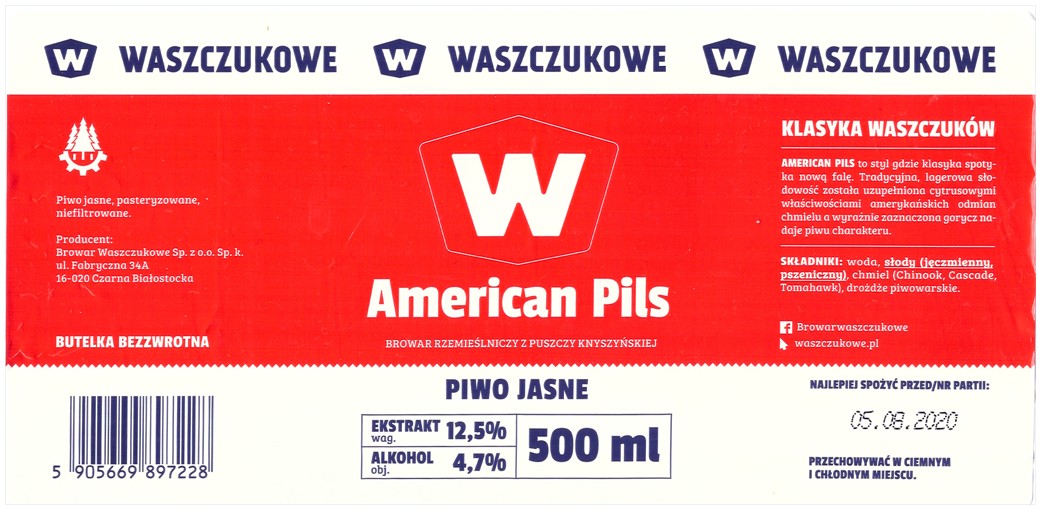 W WASZCZUKOWE W WASZCZUKOWE W WASZCZUKOWE
Piwo jasne, pasteryzowane,
niefiltrowane.
Producent:
Browar Waszczukowe Sp. z o.o. Sp. k.
ul. Fabryczna 34A
16-020 Czarna Białostocka
BUTELKA BEZZWROTNA
5 905669 897228
W
American Pils
BROWAR RZEMIEŚLNICZY Z PUSZCZY KNYSZYŃSKIEJ
PIWO JASNE
EKSTRAKT wag. 12,5%
ALKOHOL obj. 4,7%
500 ml
KLASYKA WASZCZUKÓW
AMERICAN PILS to styl gdzie klasyka spoty-
ka nową falę. Tradycyjna, lagerowa sło-
dowość została uzupełniona cytrusowymi
właściwościami amerykańskich odmian
chmielu a wyraźnie zaznaczona gorycz na-
daje piwu charakteru.
SKŁADNIKI: woda, słody (jęczmienny,
pszeniczny), chmiel (Chinook, Cascade,
Tomahawk), drożdże piwowarskie.
Browarwaszczukowe
waszczukowe.pl
NAJLEPIEJ SPOŻYĆ PRZED/NR PARTII:
05.08.2020
PRZECHOWYWAĆ W CIEMNYM
I CHŁODNYM MIEJSCU.